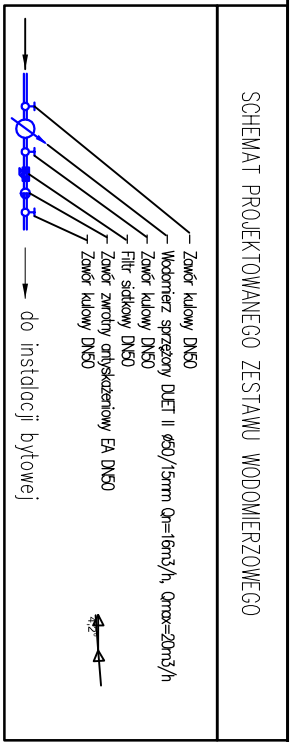 SCHEMAT PROJEKTOWANEGO ZESTAWU WODOMIERZOWEGO
Zawór kulowy DN50
Wodomierz sprzężony DUET II Ø50/15mm Qn=16m3/h, Qmax=20m3/h
Zawór kulowy DN50
Filtr siatkowy DN50
Zawór zwrotny antyskażeniowy EA DN50
Zawór kulowy DN50
do instalacji bytowej